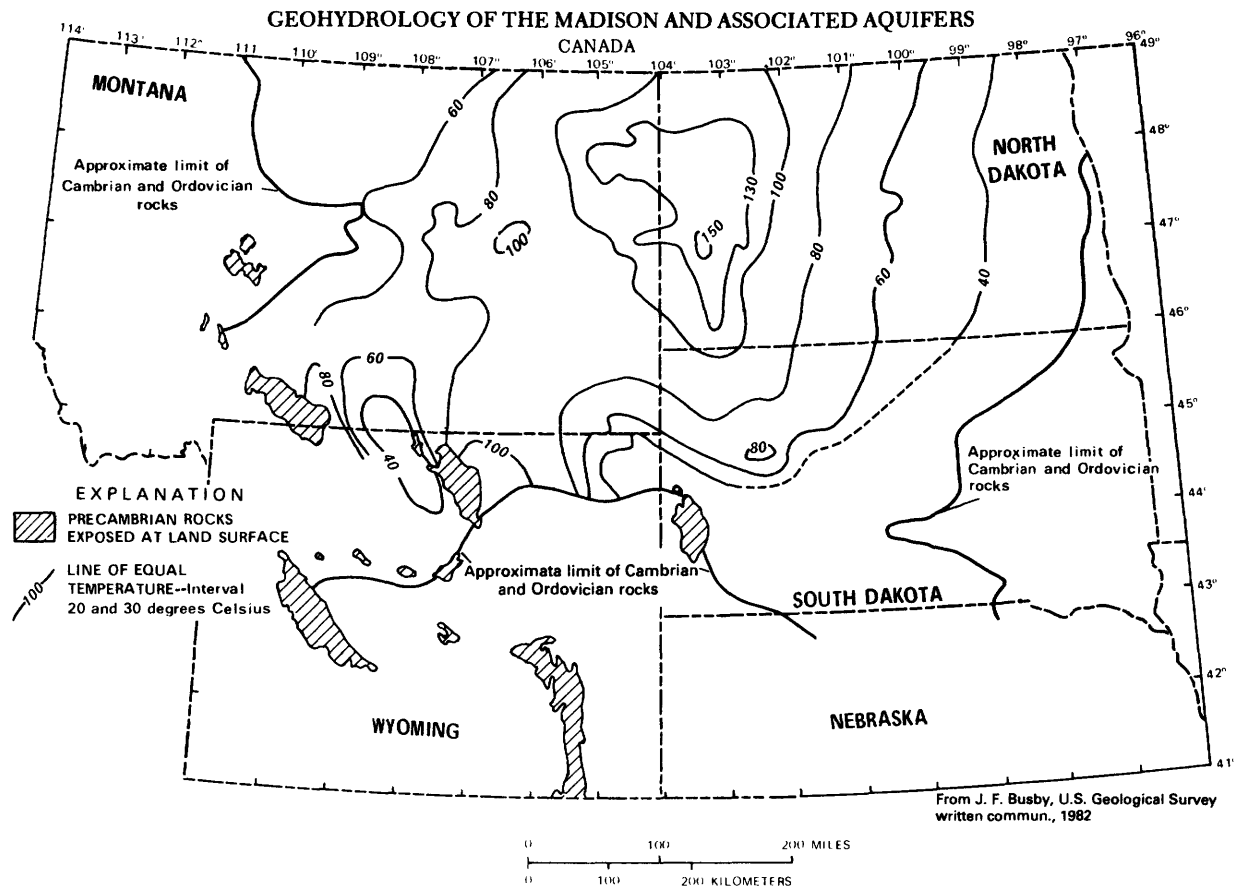 GEOHYDROLOGY OF THE MADISON AND ASSOCIATED AQUIFERS
CANADA
114' 113' 112° 111 110' 109° 108° 107° 106' 105° 104' 103° 102° 101° 100° 99° 98° 97° 96°
49°
48°
47°
46°
45°
44'
43°
42°
41'
MONTANA
NORTH
DAKOTA
Approximate limit of
Cambrian and Ordovician
rocks
60
80
100
150
130
100
80
60
40
60
80
40
100
80
Approximate limit of
Cambrian and Ordovician
rocks
EXPLANATION
PRECAMBRIAN ROCKS
EXPOSED AT LAND SURFACE
100
LINE OF EQUAL
TEMPERATURE--Interval
20 and 30 degrees Celsius
Approximata limit of Cambrian
and Ordovician rocks
SOUTH DAKOTA
WYOMING
NEBRASKA
From J. F. Busby, U.S. Geological Survey
written commun., 1982
0 100 200 MILES
0 100 200 KILOMETERS